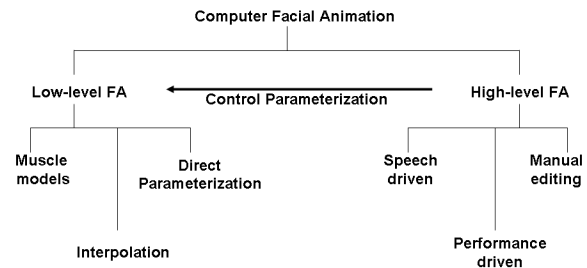 Computer Facial Animation
Low-level FA
Control Parameterization
High-level FA
Muscle
models
Direct
Parameterization
Interpolation
Speech
driven
Manual
editing
Performance
driven